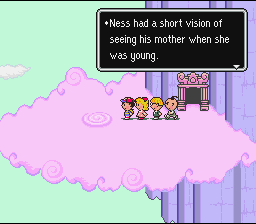 •Ness had a short vision of
seeing his mother when she
was young.